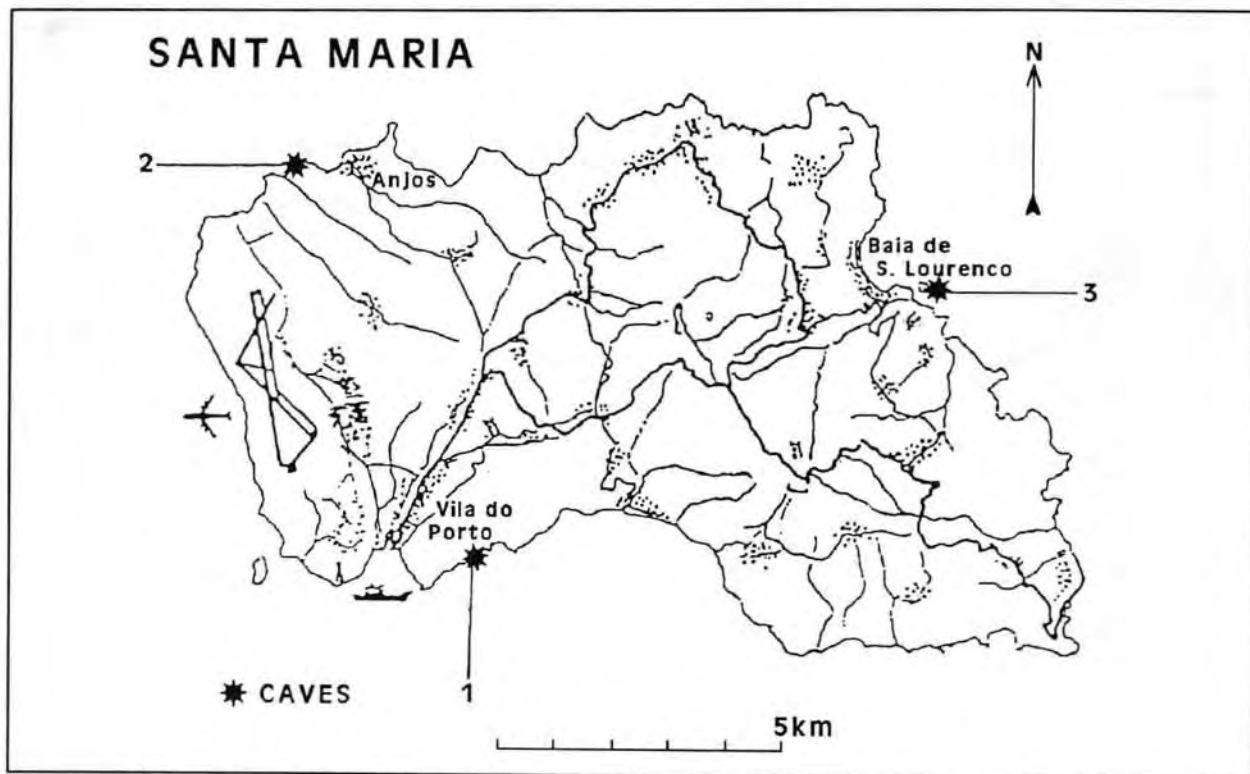 SANTA MARIA
N
2
Anjos
Baia de
S. Lourenco
3
Vila do
Porto
1
CAVES
5km